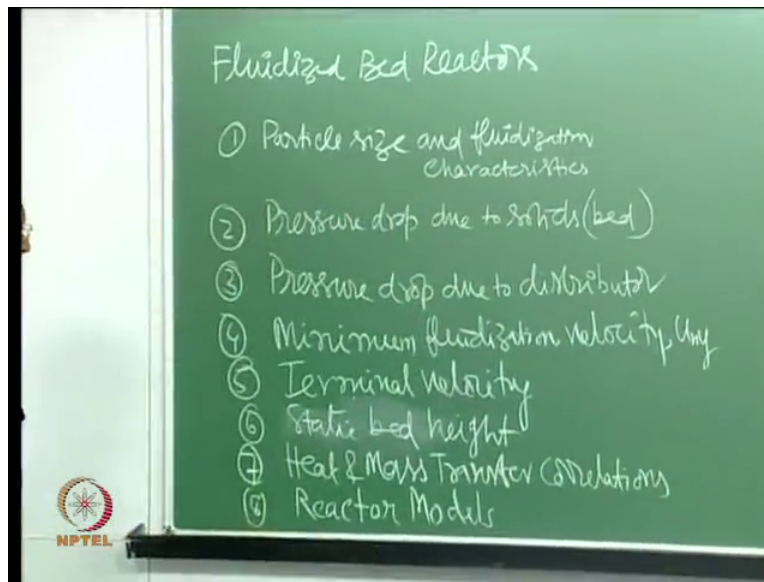 Fluidized Bed Reactors
① Particle size and fluidization
characteristics
② Pressure drop due to solids (bed)
③ Pressure drop due to distributor
④ Minimum fluidization velocity, Umf
⑤ Terminal velocity
⑥ Static bed height
⑦ Heat & Mass Transfer Correlations
⑧ Reactor Models
NPTEL